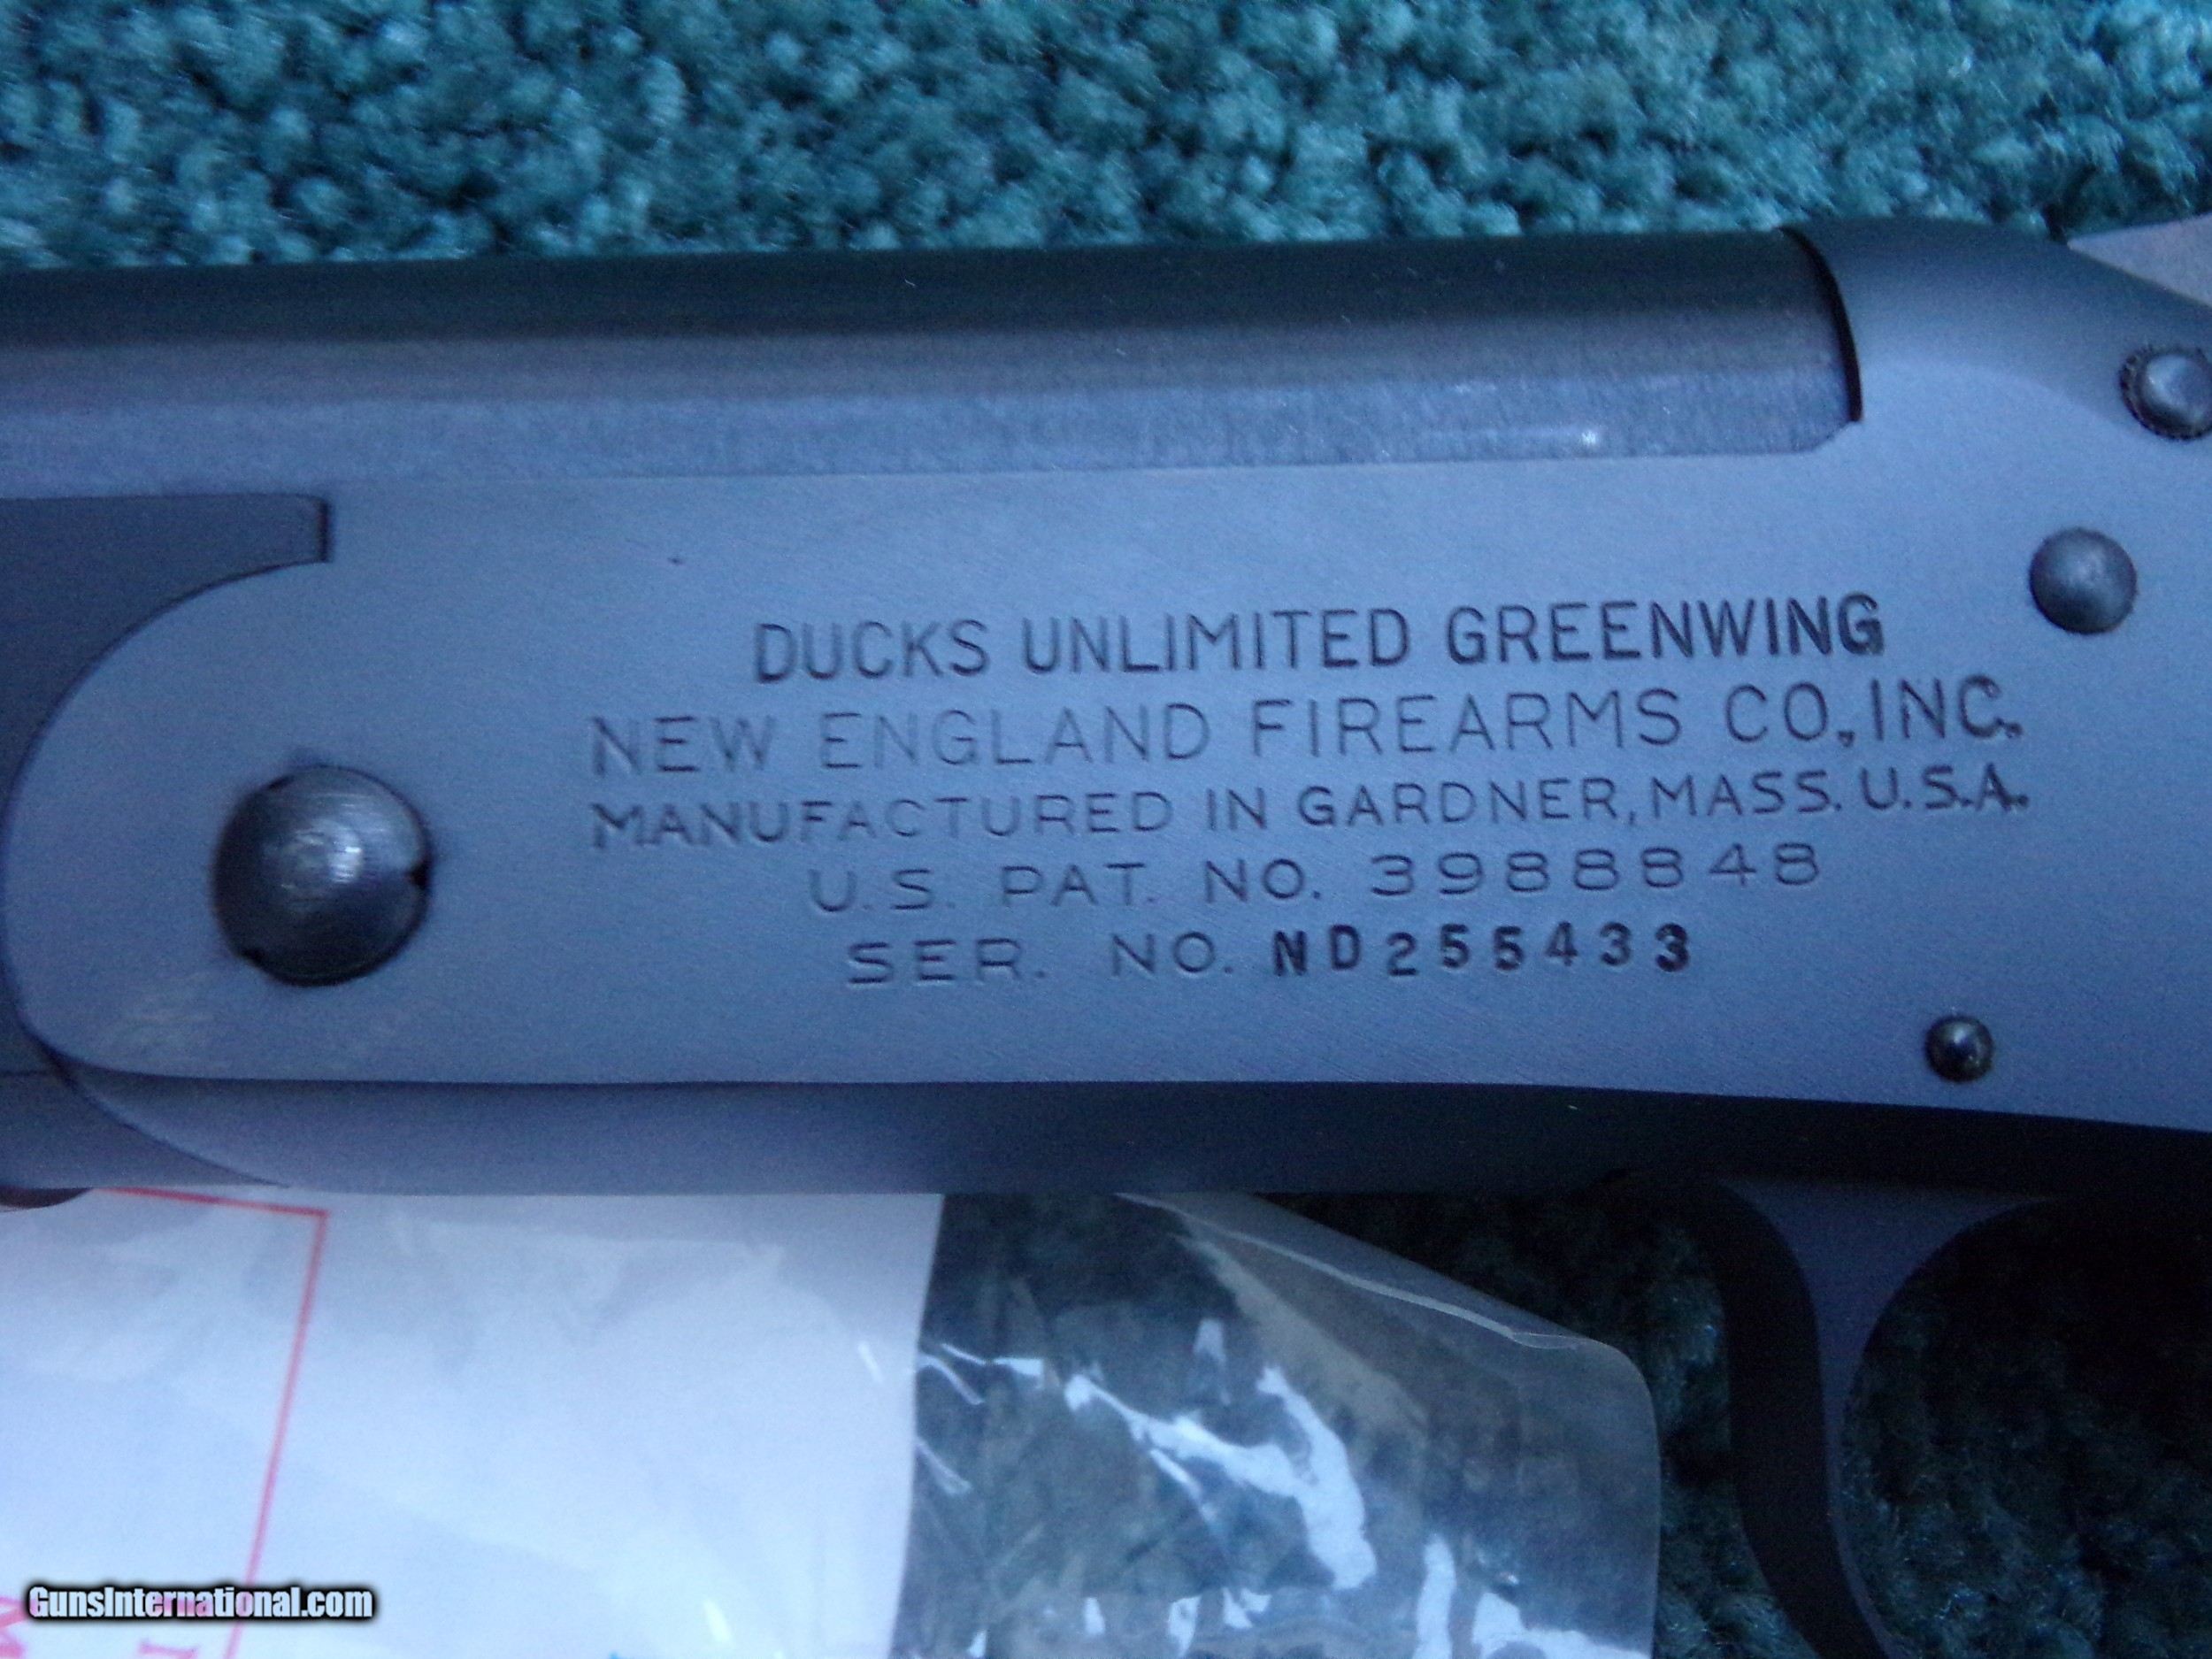 DUCKS UNLIMITED GREENWING
NEW ENGLAND FIREARMS CO., INC.
MANUFACTURED IN GARDNER, MASS. U.S.A.
U.S. PAT. NO. 3988848
SER. NO. ND255433
GunsInternational.com